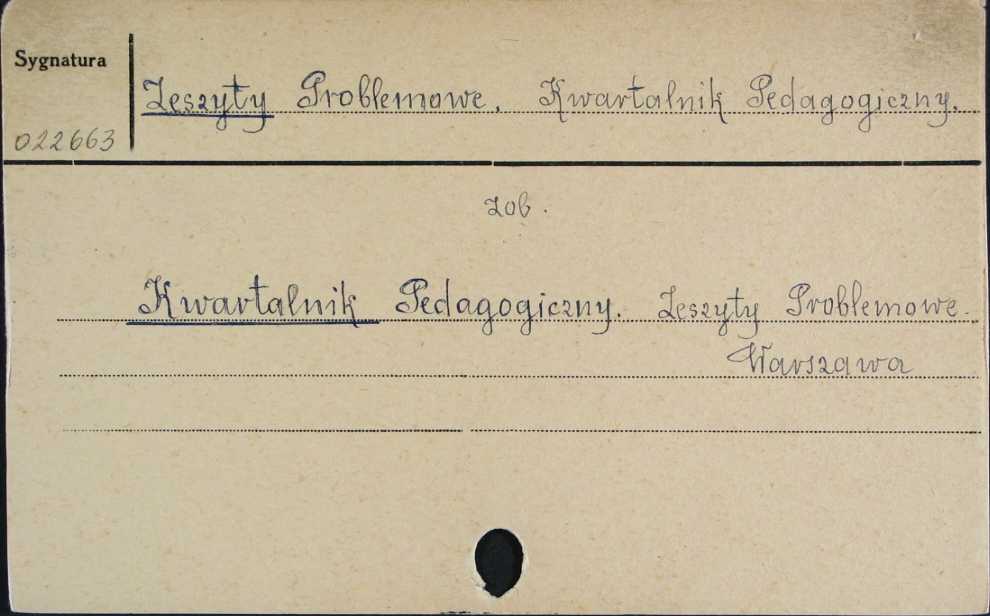 Sygnatura
Zeszyty Problemowe. Kwartalnik Pedagogiczny.
022663
zob.
Kwartalnik Pedagogiczny. Zeszyty Problemowe.
Warszawa